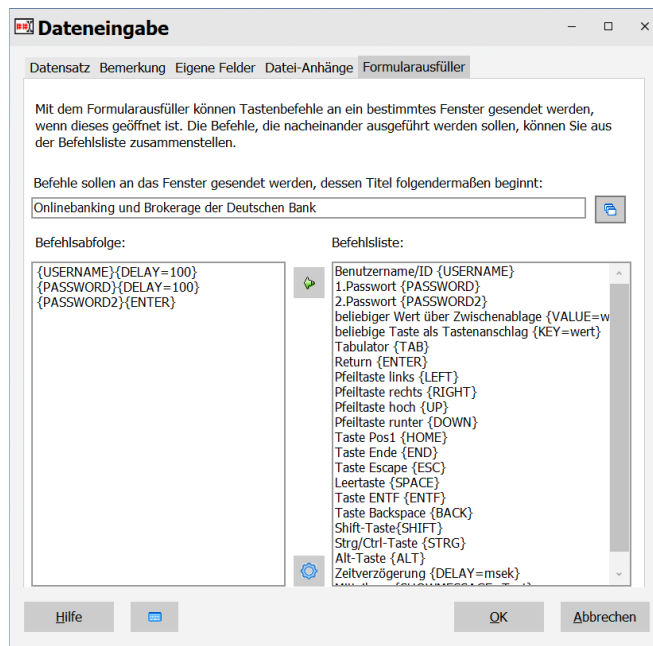 Dateneingabe
Datensatz Bemerkung Eigene Felder Datei-Anhänge Formularausfüller
Mit dem Formularausfüller können Tastenbefehle an ein bestimmtes Fenster gesendet werden,
wenn dieses geöffnet ist. Die Befehle, die nacheinander ausgeführt werden sollen, können Sie aus
der Befehlsliste zusammenstellen.
Befehle sollen an das Fenster gesendet werden, dessen Titel folgendermaßen beginnt:
Onlinebanking und Brokerage der Deutschen Bank
Befehlsabfolge:
{USERNAME}{DELAY=100}
{PASSWORD}{DELAY=100}
{PASSWORD2}{ENTER}
Befehlsliste:
Benutzername/ID {USERNAME}
1.Passwort {PASSWORD}
2.Passwort {PASSWORD2}
beliebiger Wert über Zwischenablage {VALUE=w
beliebige Taste als Tastenanschlag {KEY=wert}
Tabulator {TAB}
Return {ENTER}
Pfeiltaste links {LEFT}
Pfeiltaste rechts {RIGHT}
Pfeiltaste hoch {UP}
Pfeiltaste runter {DOWN}
Taste Pos1 {HOME}
Taste Ende {END}
Taste Escape {ESC}
Leertaste {SPACE}
Taste ENTF {ENTF}
Taste Backspace {BACK}
Shift-Taste{SHIFT}
Strg/Ctrl-Taste {STRG}
Alt-Taste {ALT}
Zeitverzögerung {DELAY=msek}
Hilfe
OK
Abbrechen